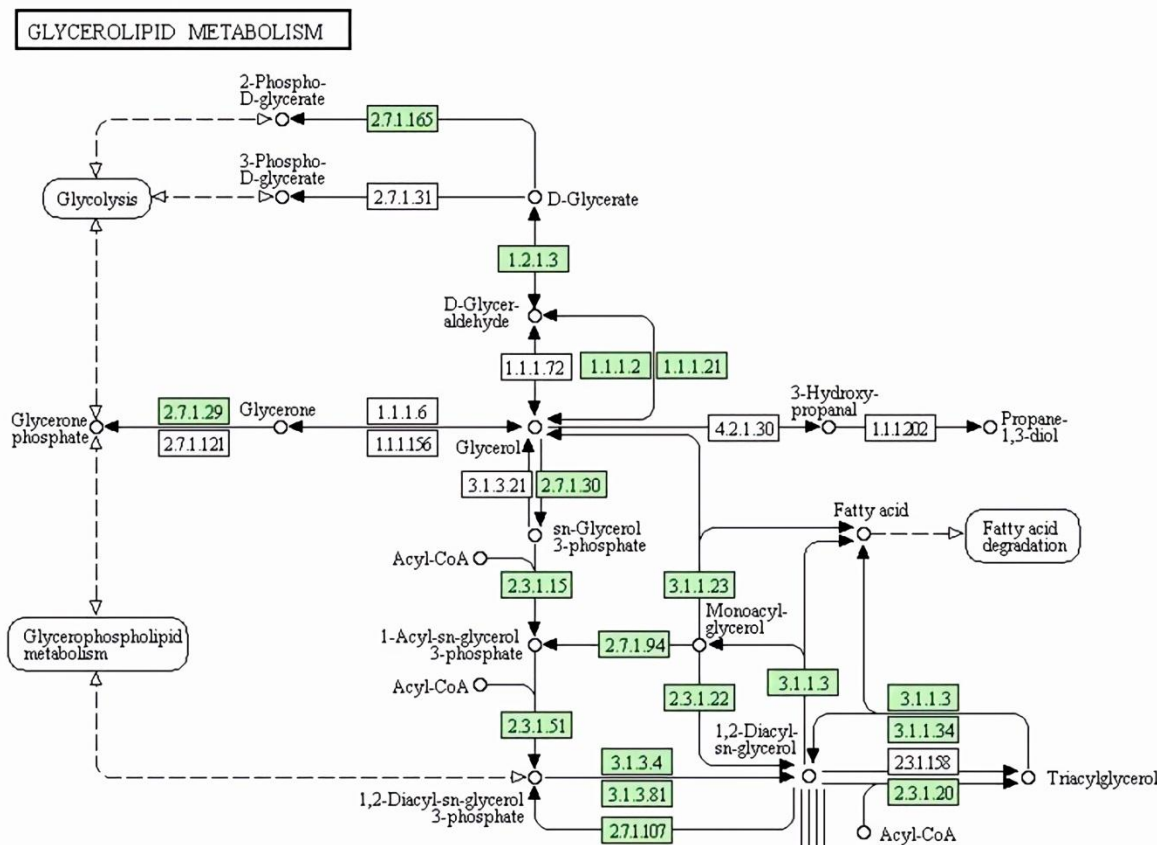 GLYCEROLIPID METABOLISM
2-Phospho-
D-glycerate
2.7.1.165
3-Phospho-
D-glycerate
Glycolysis
2.7.1.31
D-Glycerate
1.2.1.3
D-Glycer-
aldehyde
1.1.1.72
1.1.1.2
1.1.1.21
3-Hydroxy-
propanal
2.7.1.29
Glycerone
1.1.1.6
Glycerone
phosphate
2.7.1.121
1.1.1.156
Glycerol
4.2.1.30
1.1.1.202
Propane-
1,3-diol
3.1.3.21
2.7.1.30
Fatty acid
sn-Glycerol
3-phosphate
Fatty acid
degradation
Acyl-CoA
2.3.1.15
3.1.1.23
Monoacyl-
glycerol
Glycerophospholipid
metabolism
1-Acyl-sn-glycerol
3-phosphate
2.7.1.94
Acyl-CoA
2.3.1.22
3.1.1.3
3.1.1.3
2.3.1.51
1,2-Diacyl-
sn-glycerol
3.1.1.34
3.1.3.4
2.3.1.158
Triacylglycerol
3.1.3.81
2.3.1.20
1,2-Diacyl-sn-glycerol
3-phosphate
2.7.1.107
Acyl-CoA